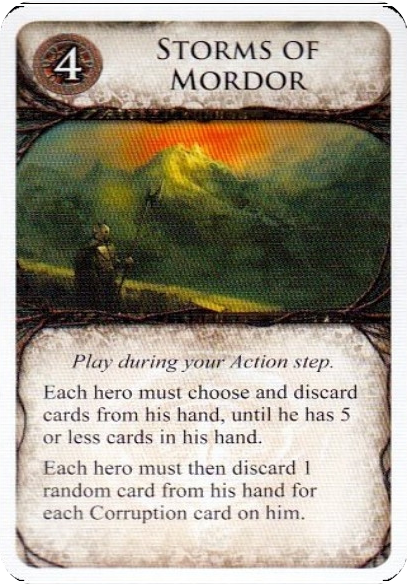 4
STORMS OF
MORDOR
Play during your Action step.
Each hero must choose and discard
cards from his hand, until he has 5
or less cards in his hand.
Each hero must then discard 1
random card from his hand for
each Corruption card on him.